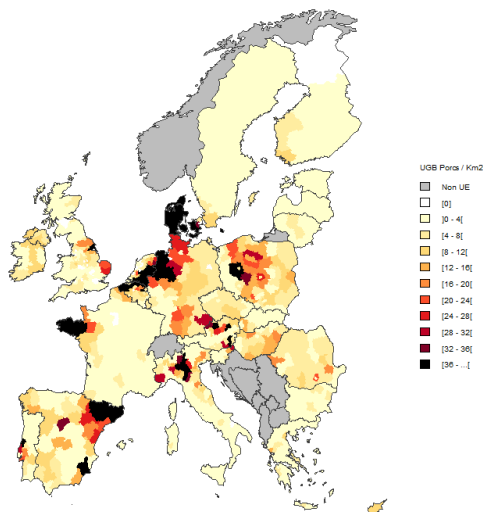 UGB Porcs / Km2
Non UE
[0]
]0 - 4[
[4 - 8[
[8 - 12[
[12 - 16[
[16 - 20[
[20 - 24[
[24 - 28[
[28 - 32[
[32 - 36[
[36 - ...[